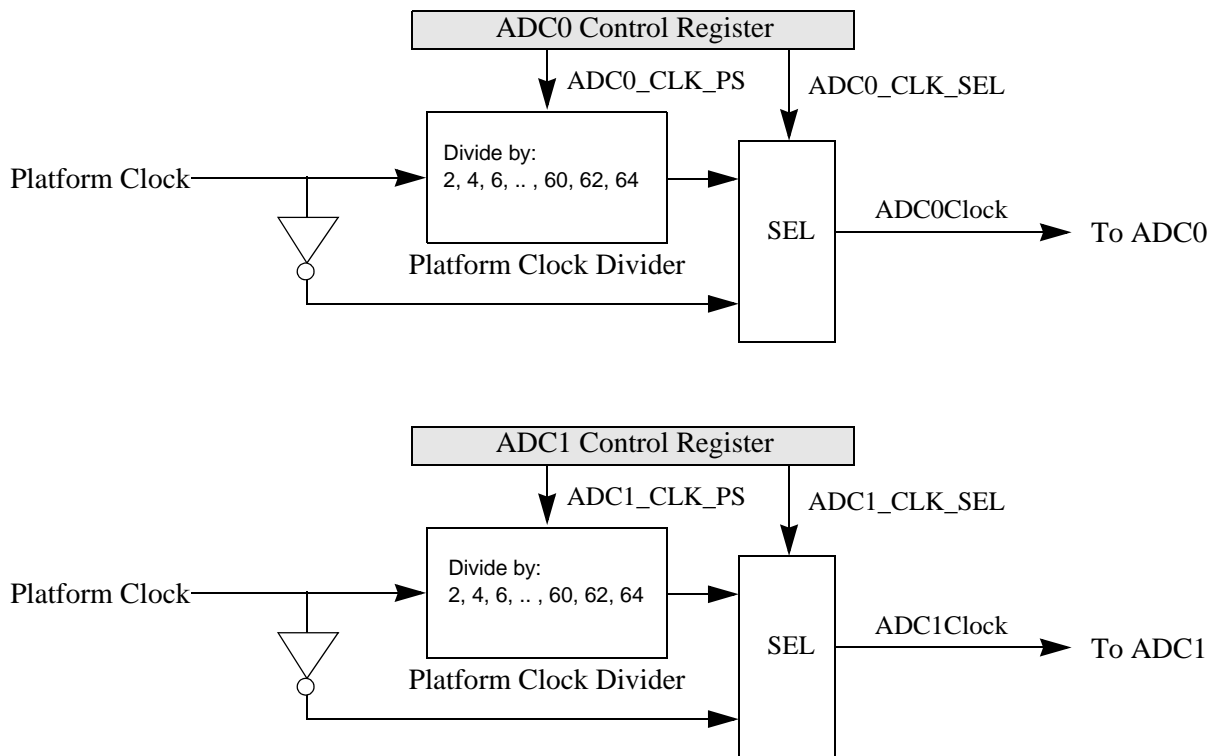 ADC0 Control Register
ADC0_CLK_PS
ADC0_CLK_SEL
Divide by:
2, 4, 6, .. , 60, 62, 64
Platform Clock
SEL
ADC0Clock
To ADC0
Platform Clock Divider
ADC1 Control Register
ADC1_CLK_PS
ADC1_CLK_SEL
Divide by:
2, 4, 6, .. , 60, 62, 64
Platform Clock
SEL
ADC1Clock
To ADC1
Platform Clock Divider